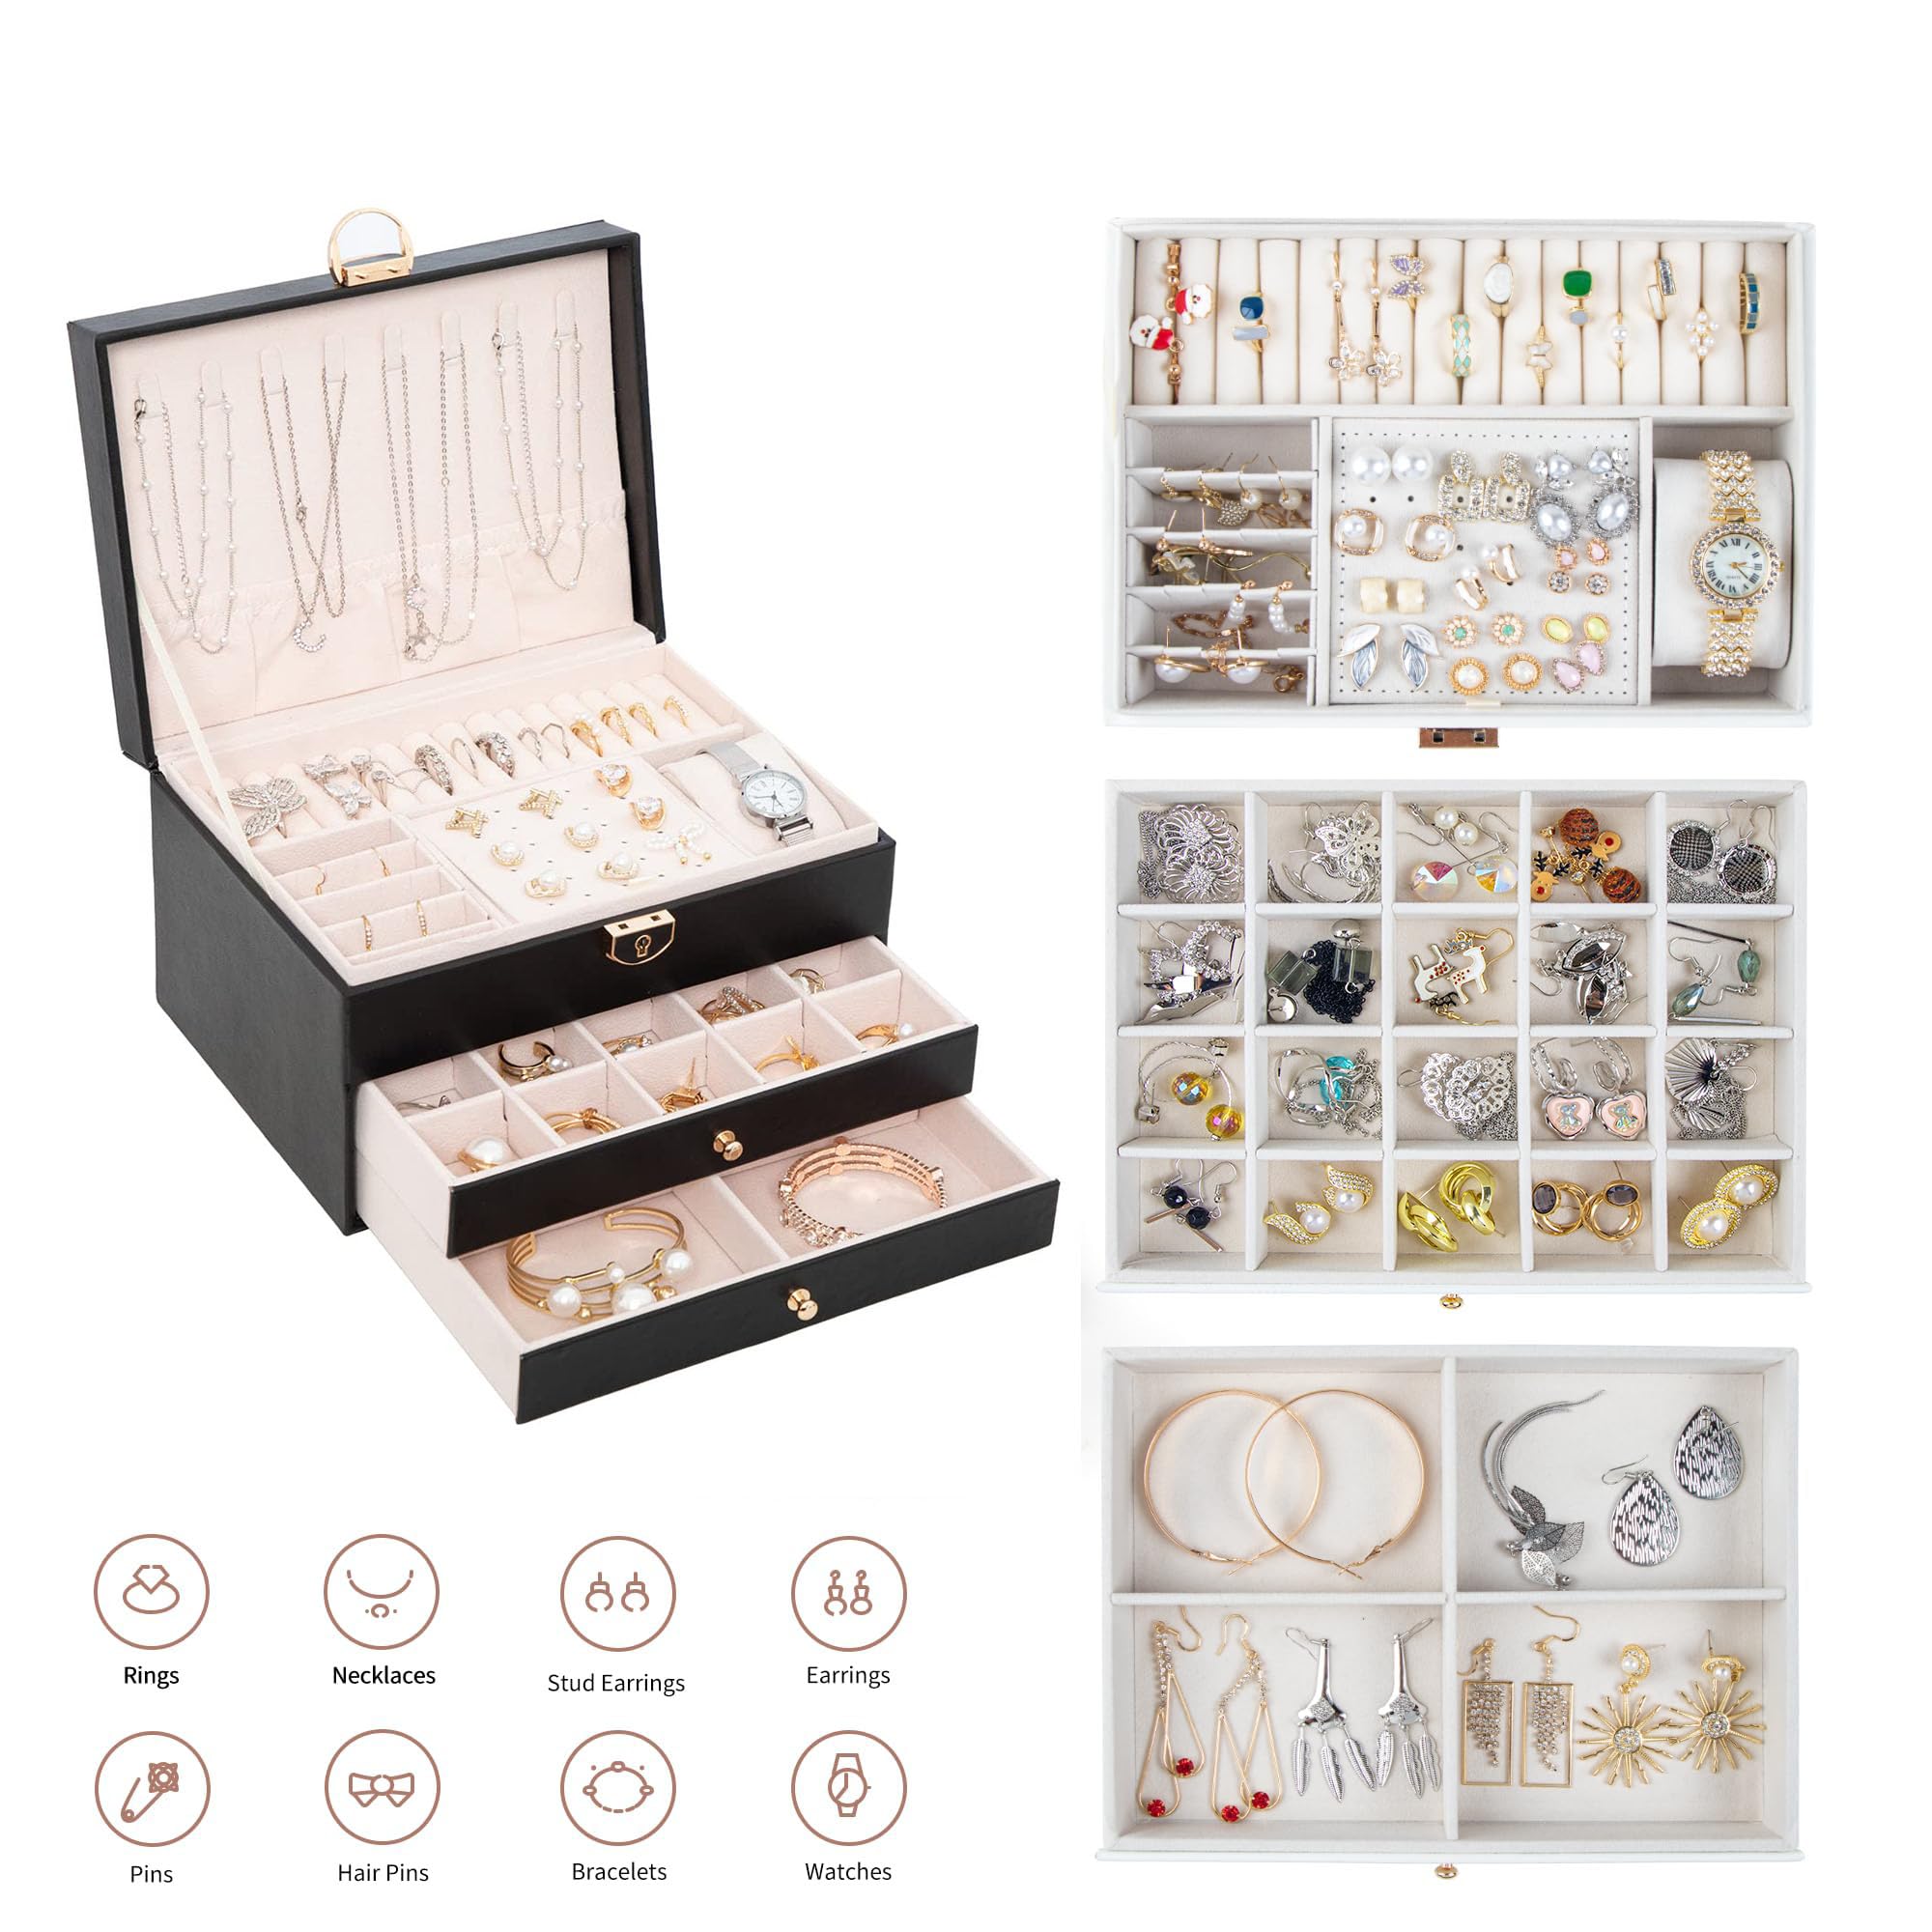 Rings
Necklaces
Stud Earrings
Earrings
Pins
Hair Pins
Bracelets
Watches